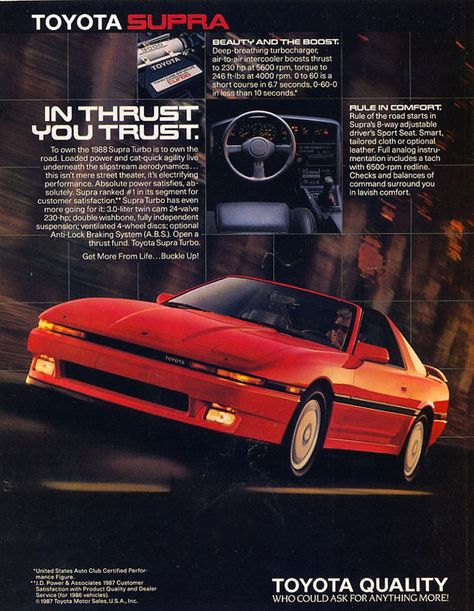 TOYOTA SUPRA
BEAUTY AND THE BOOST.
Deep-breathing turbocharger,
air-to-air intercooler boosts thrust
to 230 hp at 5600 rpm, torque to
246 ft-lbs at 4000 rpm. 0 to 60 is a
short course in 6.7 seconds, 0-60-0
in less than 10 seconds.*
IN THRUST
YOU TRUST.
To own the 1988 Supra Turbo is to own the
road. Loaded power and cat-quick agility live
underneath the slipstream aerodynamics...
this isn't mere street theater, it's electrifying
performance. Absolute power satisfies, ab-
solutely. Supra ranked #1 in its segment for
customer satisfaction.** Supra Turbo has even
more going for it: 3.0-liter twin cam 24-valve
230-hp; double wishbone, fully independent
suspension; ventilated 4-wheel discs; optional
Anti-Lock Braking System (A.B.S.). Open a
thrust fund. Toyota Supra Turbo.
Get More From Life...Buckle Up!
RULE IN COMFORT.
Rule of the road starts in
Supra's 8-way adjustable
driver's Sport Seat. Smart,
tailored cloth or optional
leather. Full analog instru-
mentation includes a tach
with 6500-rpm redline.
Checks and balances of
command surround you
in lavish comfort.
TOYOTA
*United States Auto Club Certified Perfor-
mance Figure.
**J.D. Power & Associates 1987 Customer
Satisfaction with Product Quality and Dealer
Service (for 1986 vehicles).
©1987 Toyota Motor Sales, U.S.A., Inc.
TOYOTA QUALITY
WHO COULD ASK FOR ANYTHING MORE!